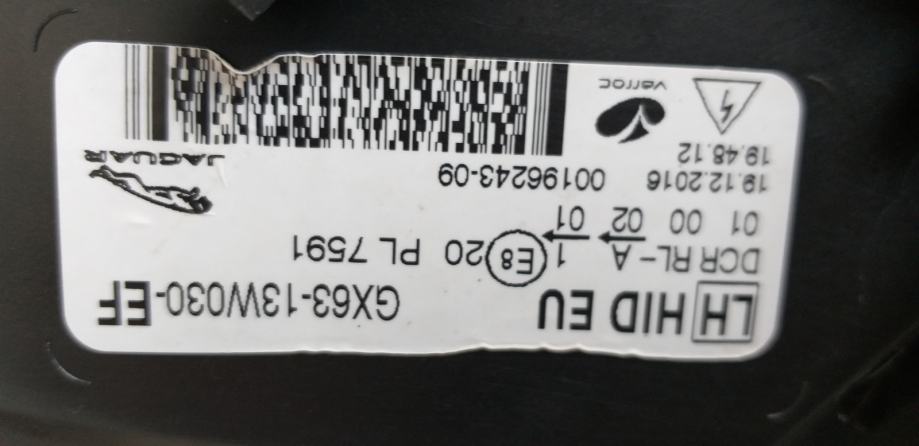 LH HID EU GX63-13W030-EF
DCR RL-A 1 E8 20 PL 7591
01 00 02 01
19.12.2016 00196243-09
19.48.12
JAGUAR
varroc